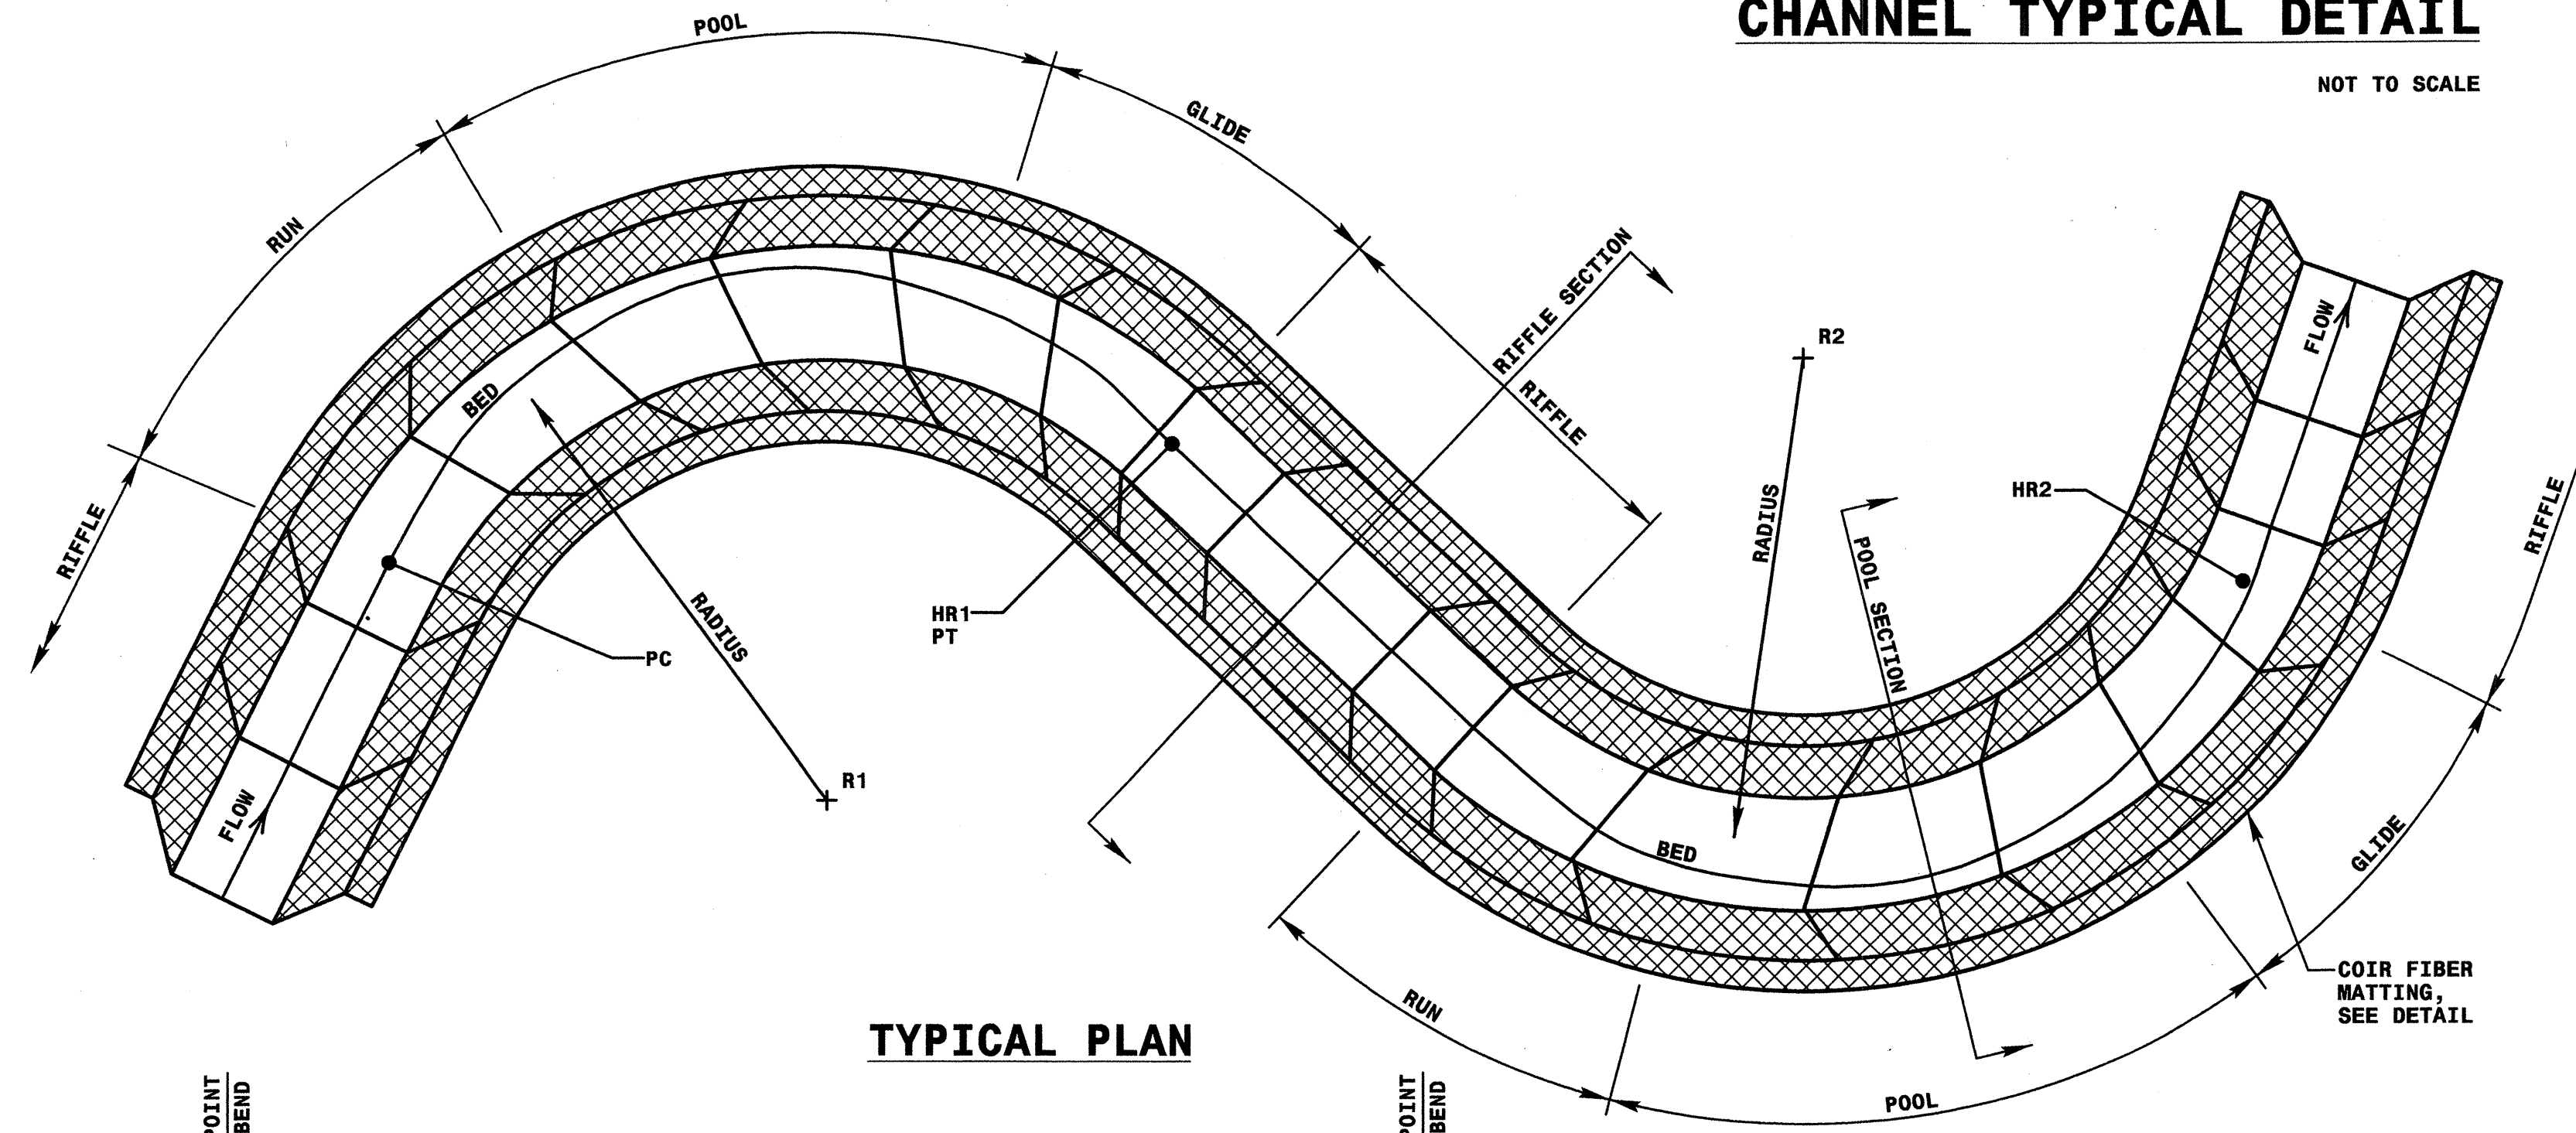 CHANNEL TYPICAL DETAIL
NOT TO SCALE
POOL
GLIDE
RUN
RIFFLE
RIFFLE SECTION
RIFFLE
R2
FLOW
BED
RADIUS
HR2
RADIUS
POOL SECTION
RIFFLE
HR1
PT
PC
R1
FLOW
BED
GLIDE
COIR FIBER
MATTING,
SEE DETAIL
RUN
POOL
TYPICAL PLAN
POINT
BEND
POINT
BEND